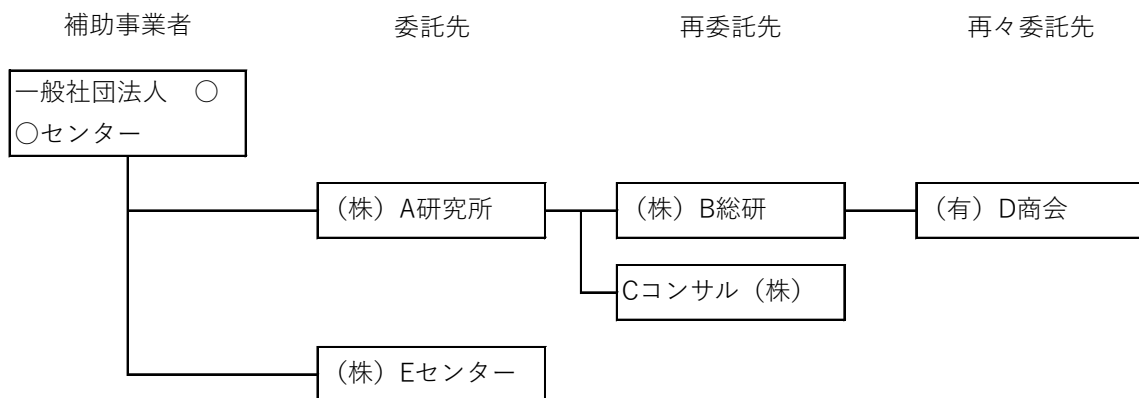 補助事業者 委託先 再委託先 再々委託先
一般社団法人　○
○センター
（株）A研究所 （株）B総研 （有）D商会
Cコンサル（株）
（株）Eセンター